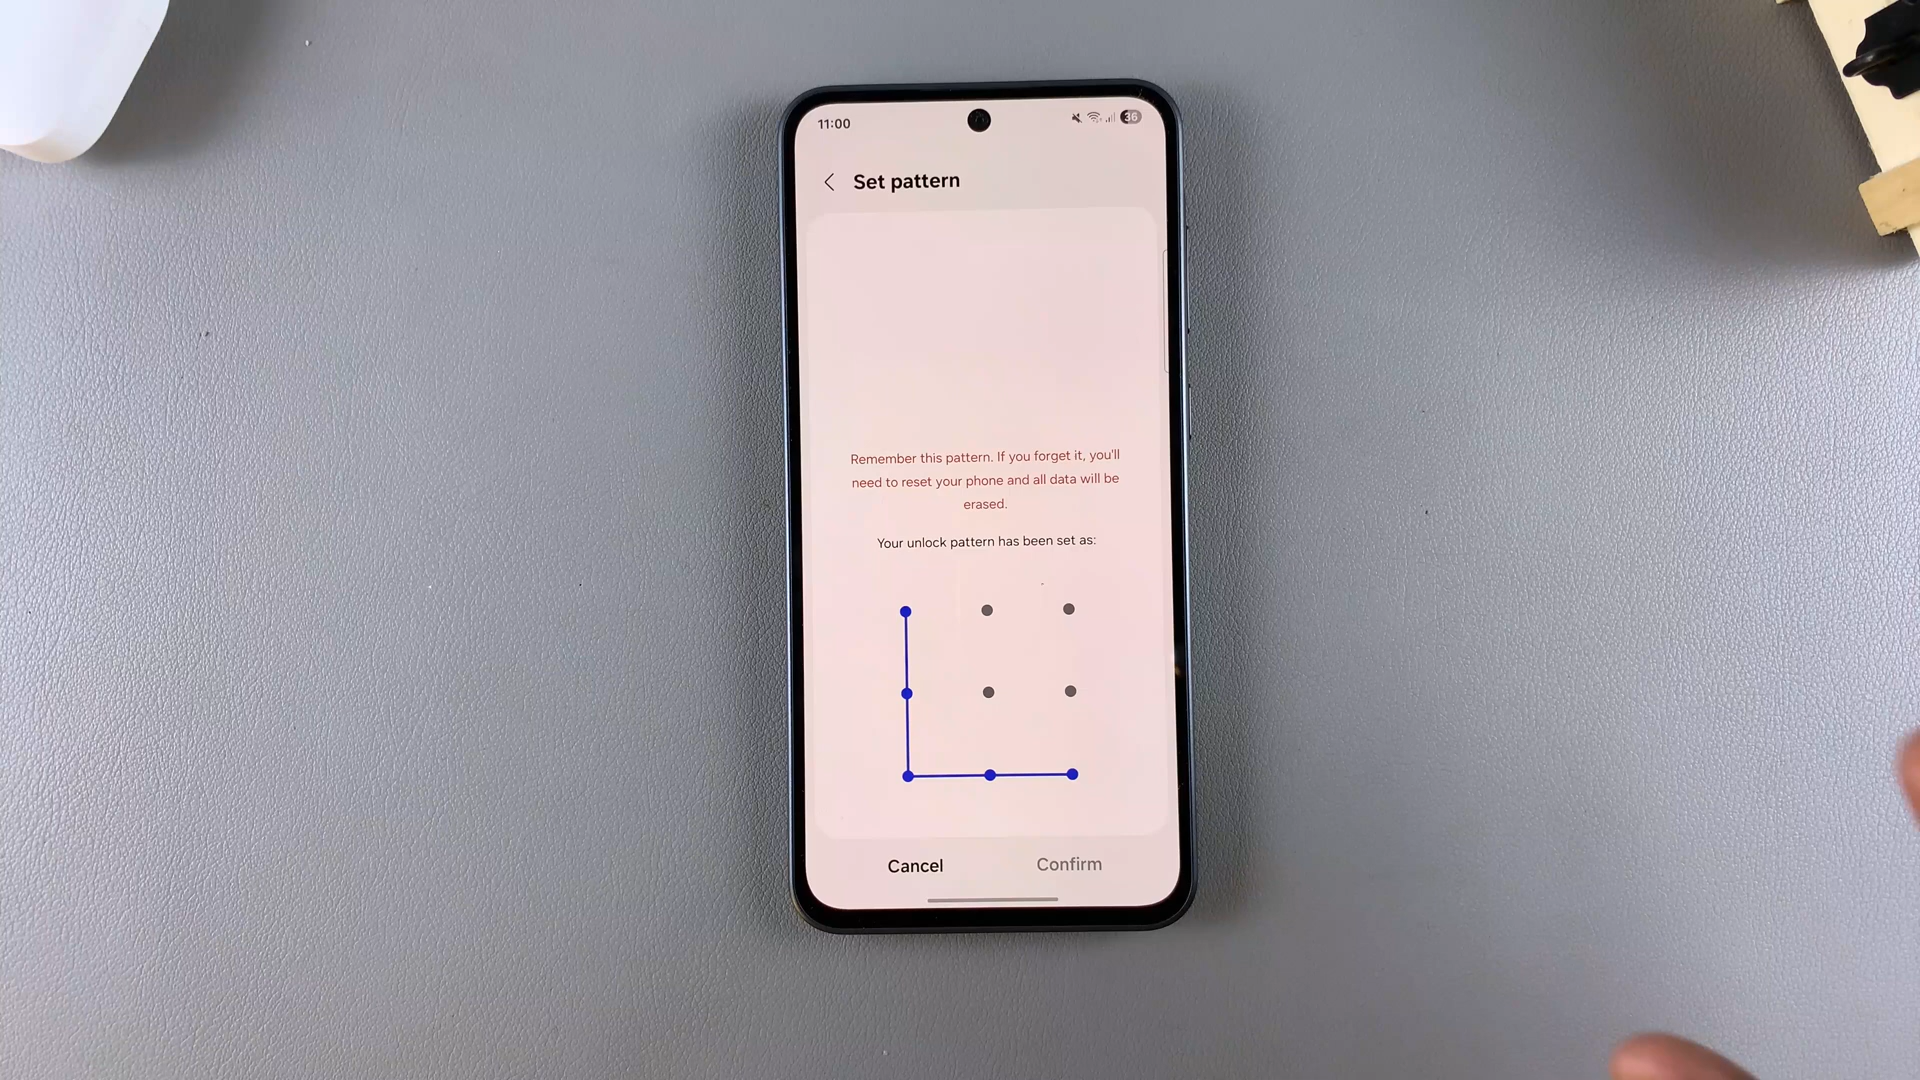 11:00
36
Set pattern
Remember this pattern. If you forget it, you'll
need to reset your phone and all data will be
erased.
Your unlock pattern has been set as:
Cancel
Confirm